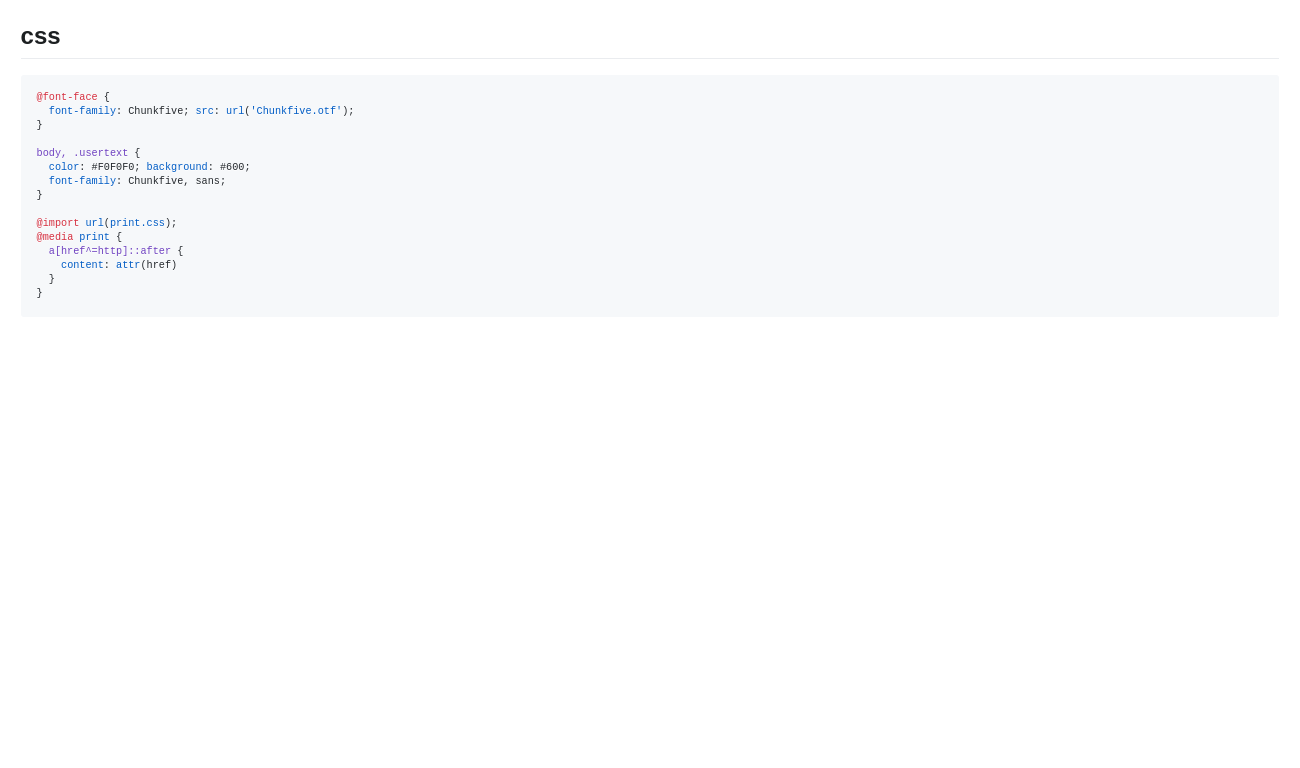 css
@font-face {
  font-family: Chunkfive; src: url('Chunkfive.otf');
}

body, .usertext {
  color: #F0F0F0; background: #600;
  font-family: Chunkfive, sans;
}

@import url(print.css);
@media print {
  a[href^=http]::after {
    content: attr(href)
  }
}